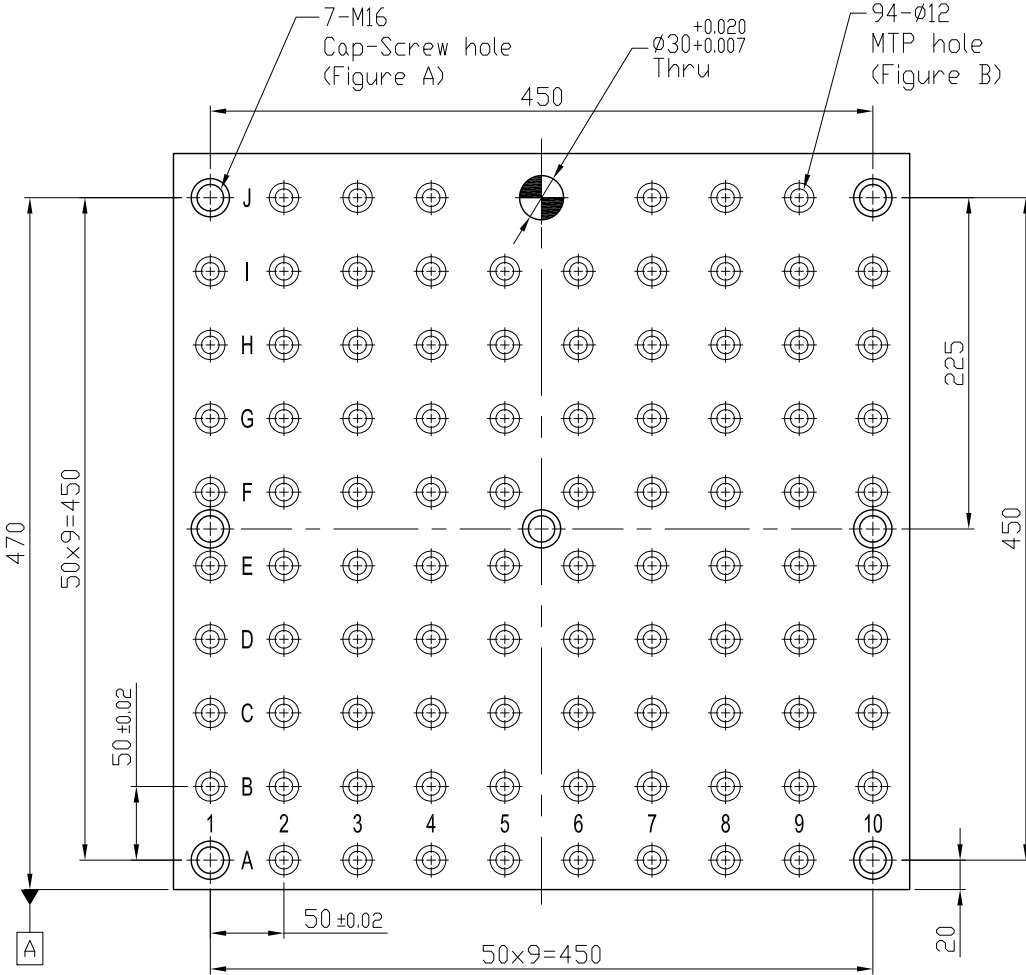 7-M16
Cap-Screw hole
(Figure A)
+0.020
Ø30+0.007
Thru
94-Ø12
MTP hole
(Figure B)
450
J
I
H
G
F
E
D
C
B
1 2 3 4 5 6 7 8 9 10
A
470
50x9=450
225
450
50±0.02
50±0.02
50x9=450
20
A